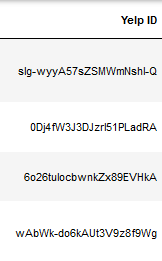 Yelp ID
slg-wyyA57sZSMWmNshl-Q
0Dj4fW3J3DJzrl51PLadRA
6o26tulocbwnkZx89EVHkA
wAbWk-do6kAUt3V9z8f9Wg